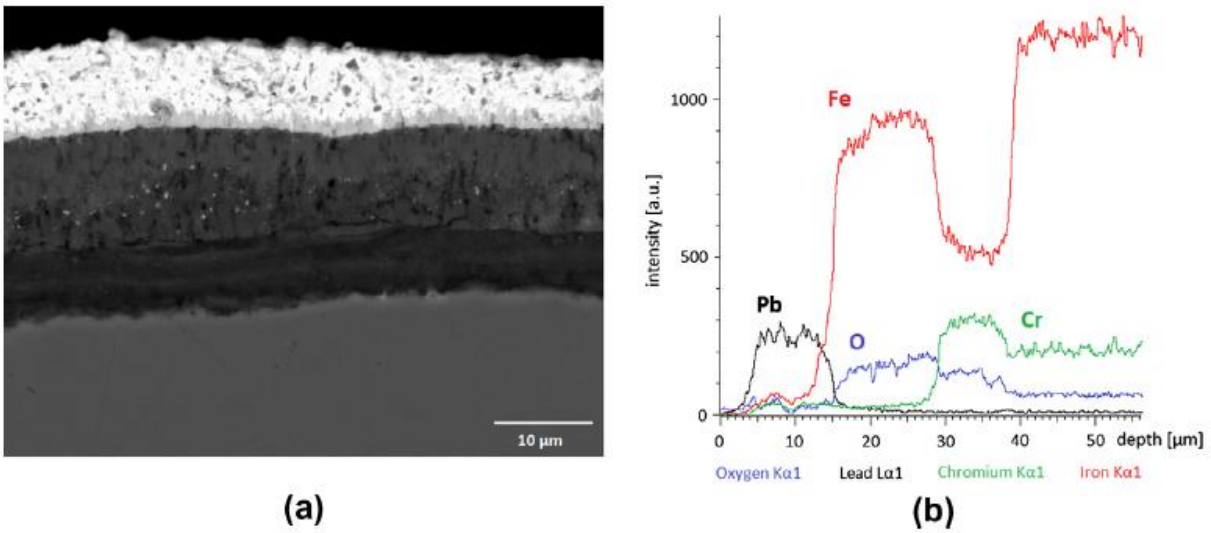 10 µm
(a)
intensity [a.u.]
1000
500
0
Fe
Pb
O
Cr
0 10 20 30 40 50 depth [µm]
Oxygen Kα1 Lead Lα1 Chromium Kα1 Iron Kα1
(b)